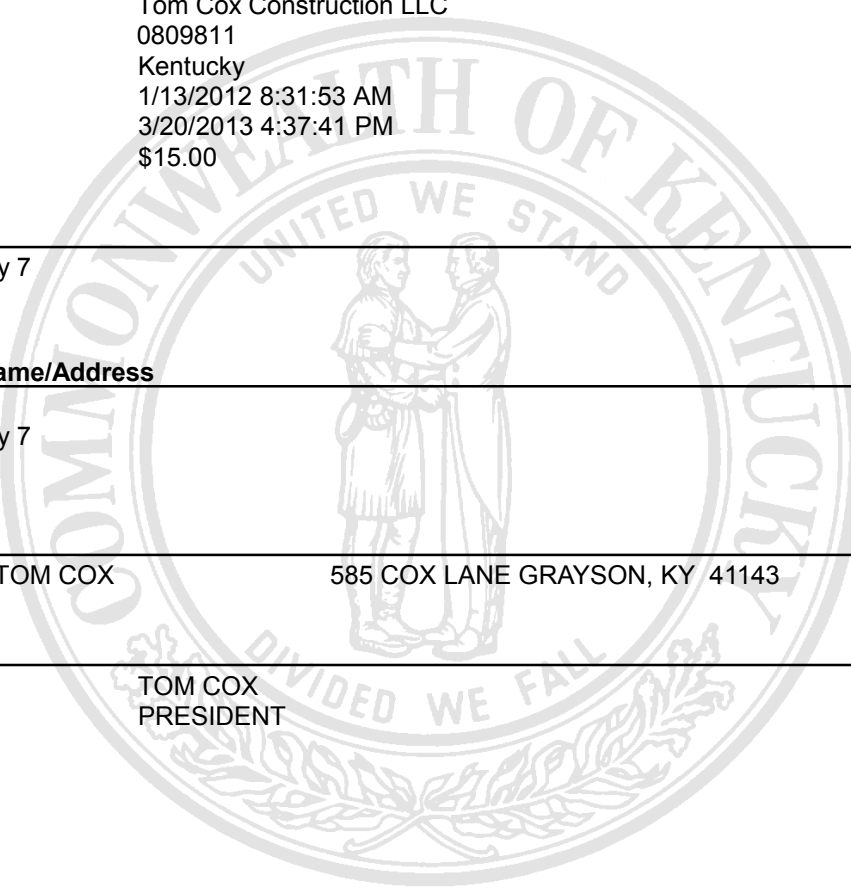 Tom Cox Construction LLC
0809811
Kentucky
1/13/2012 8:31:53 AM
3/20/2013 4:37:41 PM
$15.00
COMMONWEALTH OF KENTUCKY
UNITED WE STAND
y 7
ame/Address
y 7
TOM COX 585 COX LANE GRAYSON, KY 41143
DIVIDED WE FALL
TOM COX
PRESIDENT